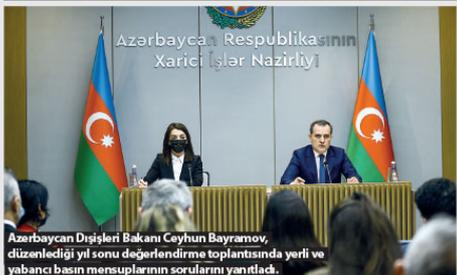 Azərbaycan Respublikasının
Xarici İşlər Nazirliyi
Azerbaycan Dışişleri Bakanı Ceyhun Bayramov,
düzenlediği yıl sonu değerlendirme toplantısında yerli ve
yabancı basın mensuplarının sorularını yanıtladı.